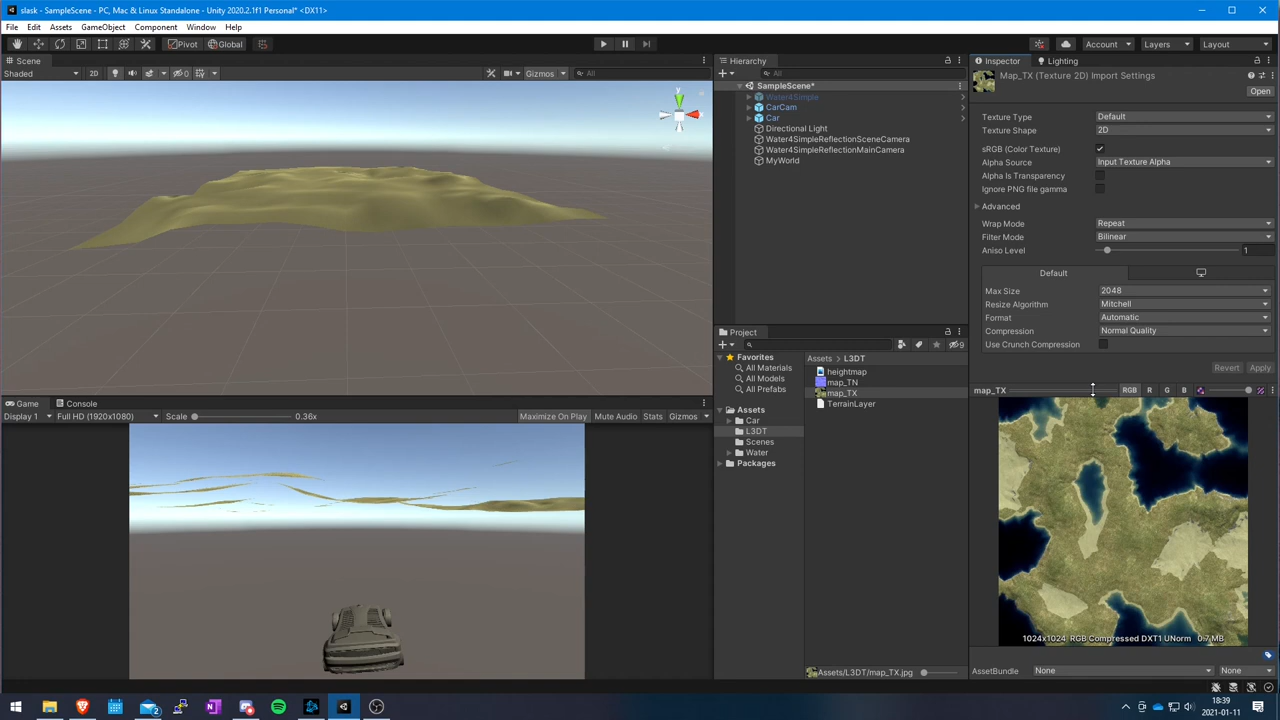 slask - SampleScene - PC, Mac & Linux Standalone - Unity 2020.2.1f1 Personal* <DX11>
File Edit Assets GameObject Component Window Help
Pivot Global Account Layers Layout
Scene
Shaded 2D 0 Gizmos All
y x
Hierarchy
All
SampleScene*
Water4Simple
CarCam
Car
Directional Light
Water4SimpleReflectionSceneCamera
Water4SimpleReflectionMainCamera
MyWorld
Project
9
Favorites
All Materials
All Models
All Prefabs
Assets
Car
L3DT
Scenes
Water
Packages
Assets L3DT
heightmap
map_TN
map_TX
TerrainLayer
Assets/L3DT/map_TX.jpg
Game Console
Display 1 Full HD (1920x1080) Scale 0.36x Maximize On Play Mute Audio Stats Gizmos
Inspector Lighting
Map_TX (Texture 2D) Import Settings
Open
Texture Type Default
Texture Shape 2D
sRGB (Color Texture)
Alpha Source Input Texture Alpha
Alpha Is Transparency
Ignore PNG file gamma
Advanced
Wrap Mode Repeat
Filter Mode Bilinear
Aniso Level 1
Default
Max Size 2048
Resize Algorithm Mitchell
Format Automatic
Compression Normal Quality
Use Crunch Compression
Revert Apply
map_TX RGB R G B
1024x1024 RGB Compressed DXT1 UNorm 0.7 MB
AssetBundle None None
2
18:39
2021-01-11